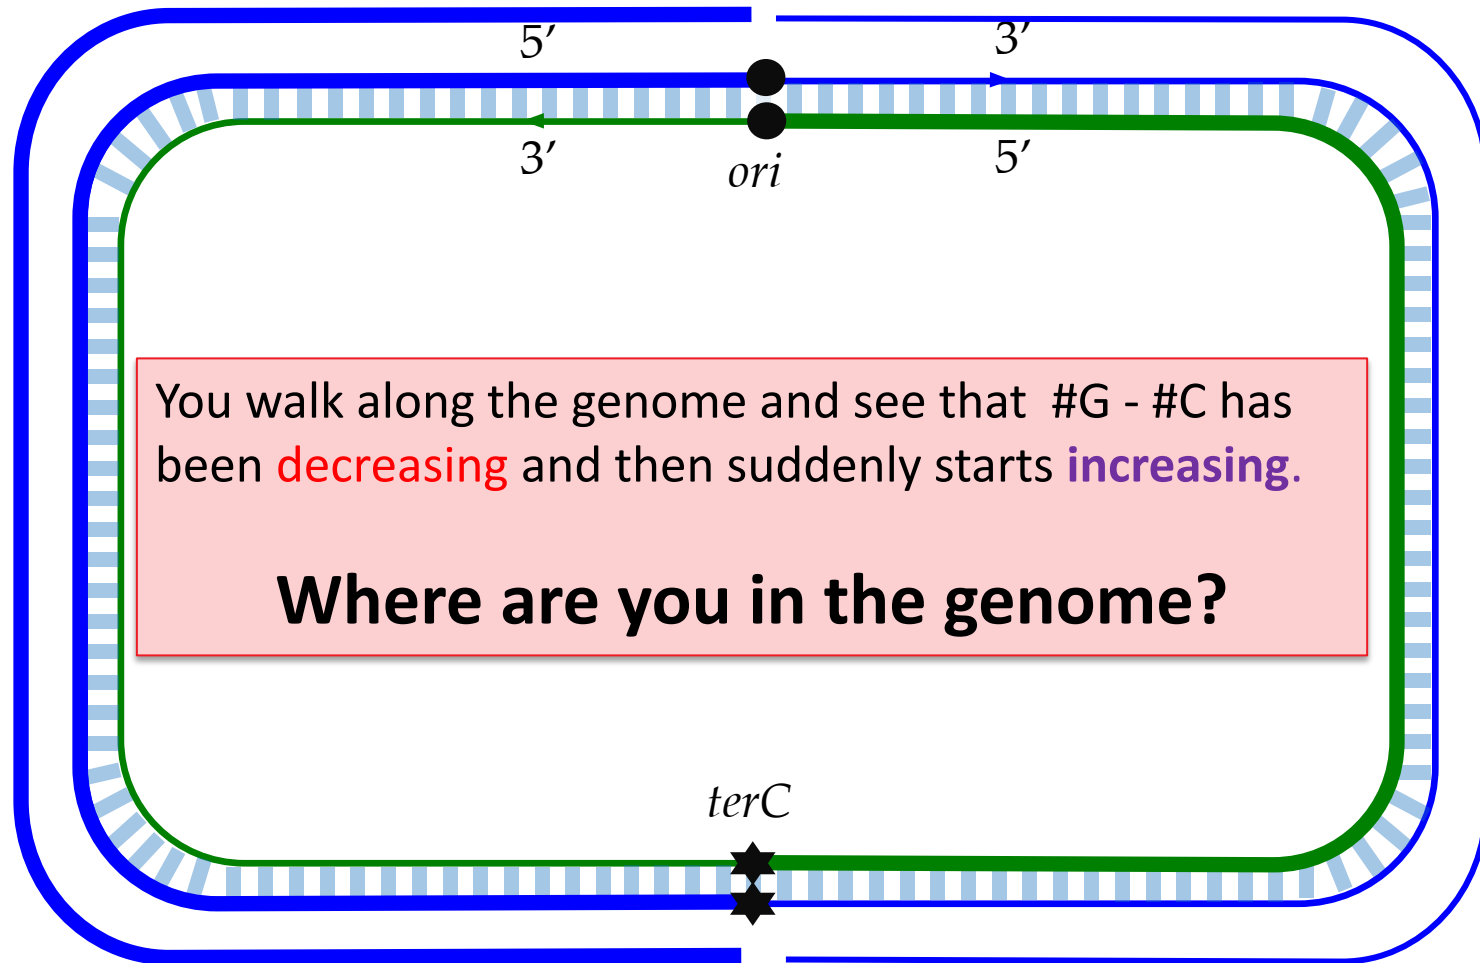 5’ 3’
3’ ori 5’
You walk along the genome and see that #G - #C has
been decreasing and then suddenly starts increasing.
Where are you in the genome?
terC